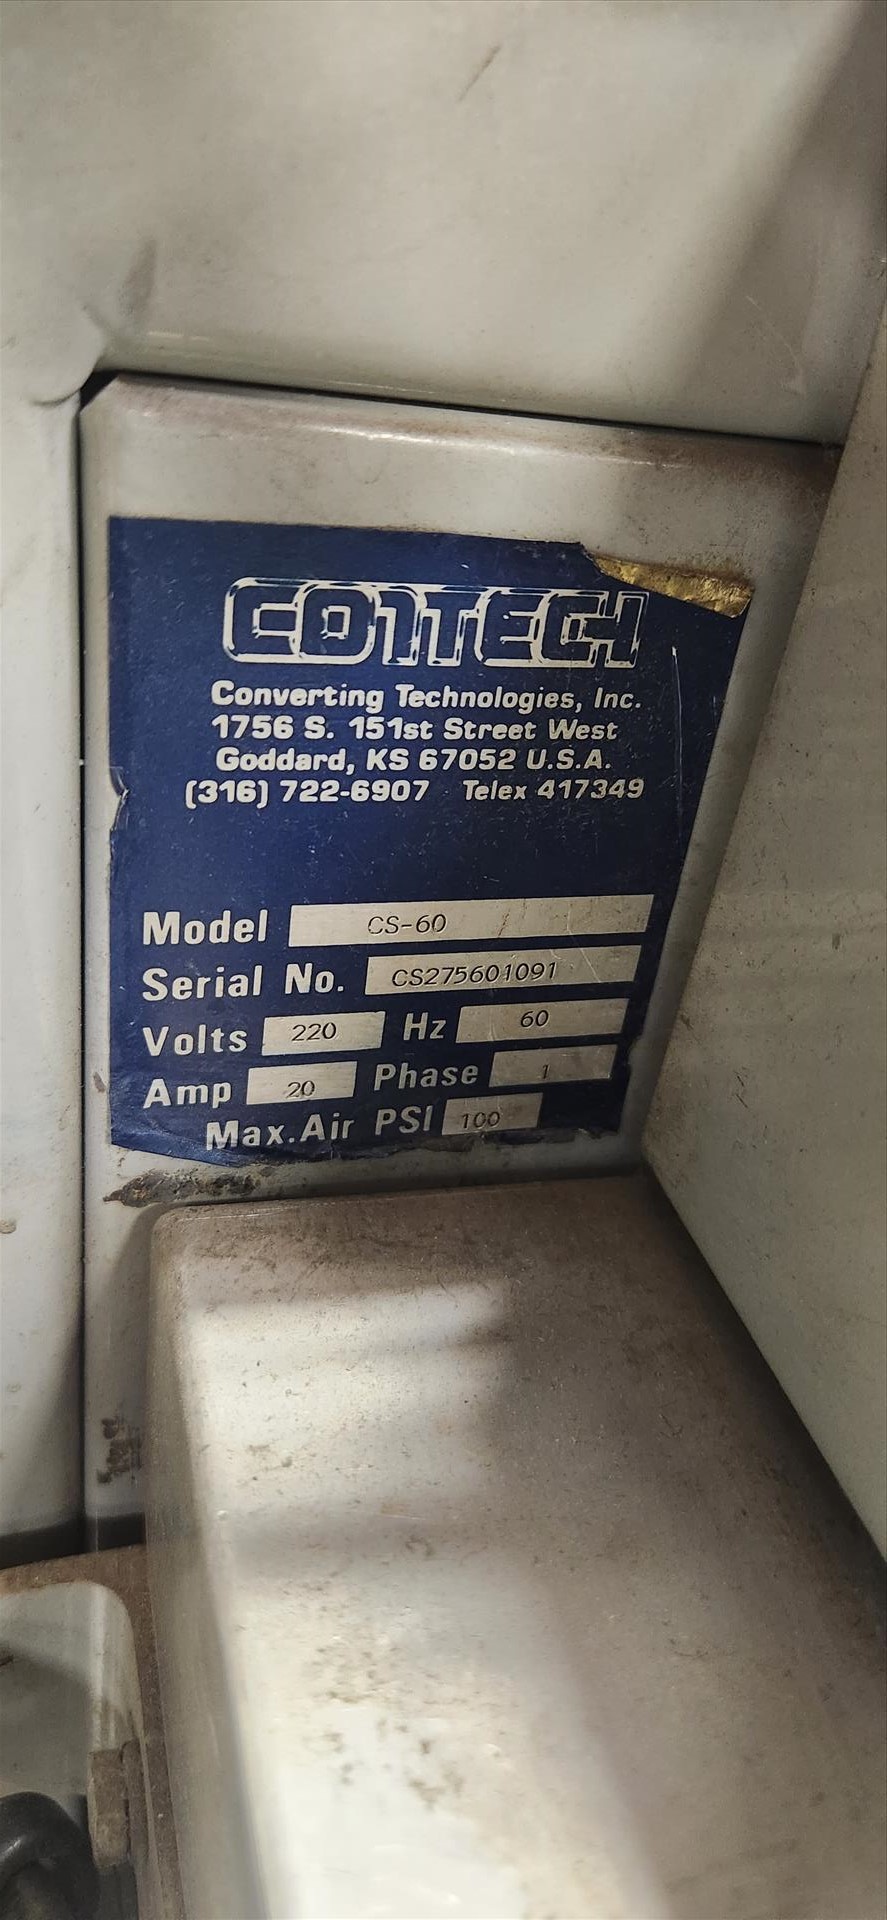 CONTECH
Converting Technologies, Inc.
1756 S. 151st Street West
Goddard, KS 67052 U.S.A.
(316) 722-6907 Telex 417349
Model CS-60
Serial No. CS275601091
Volts 220 Hz 60
Amp 20 Phase 1
Max.Air PSI 100